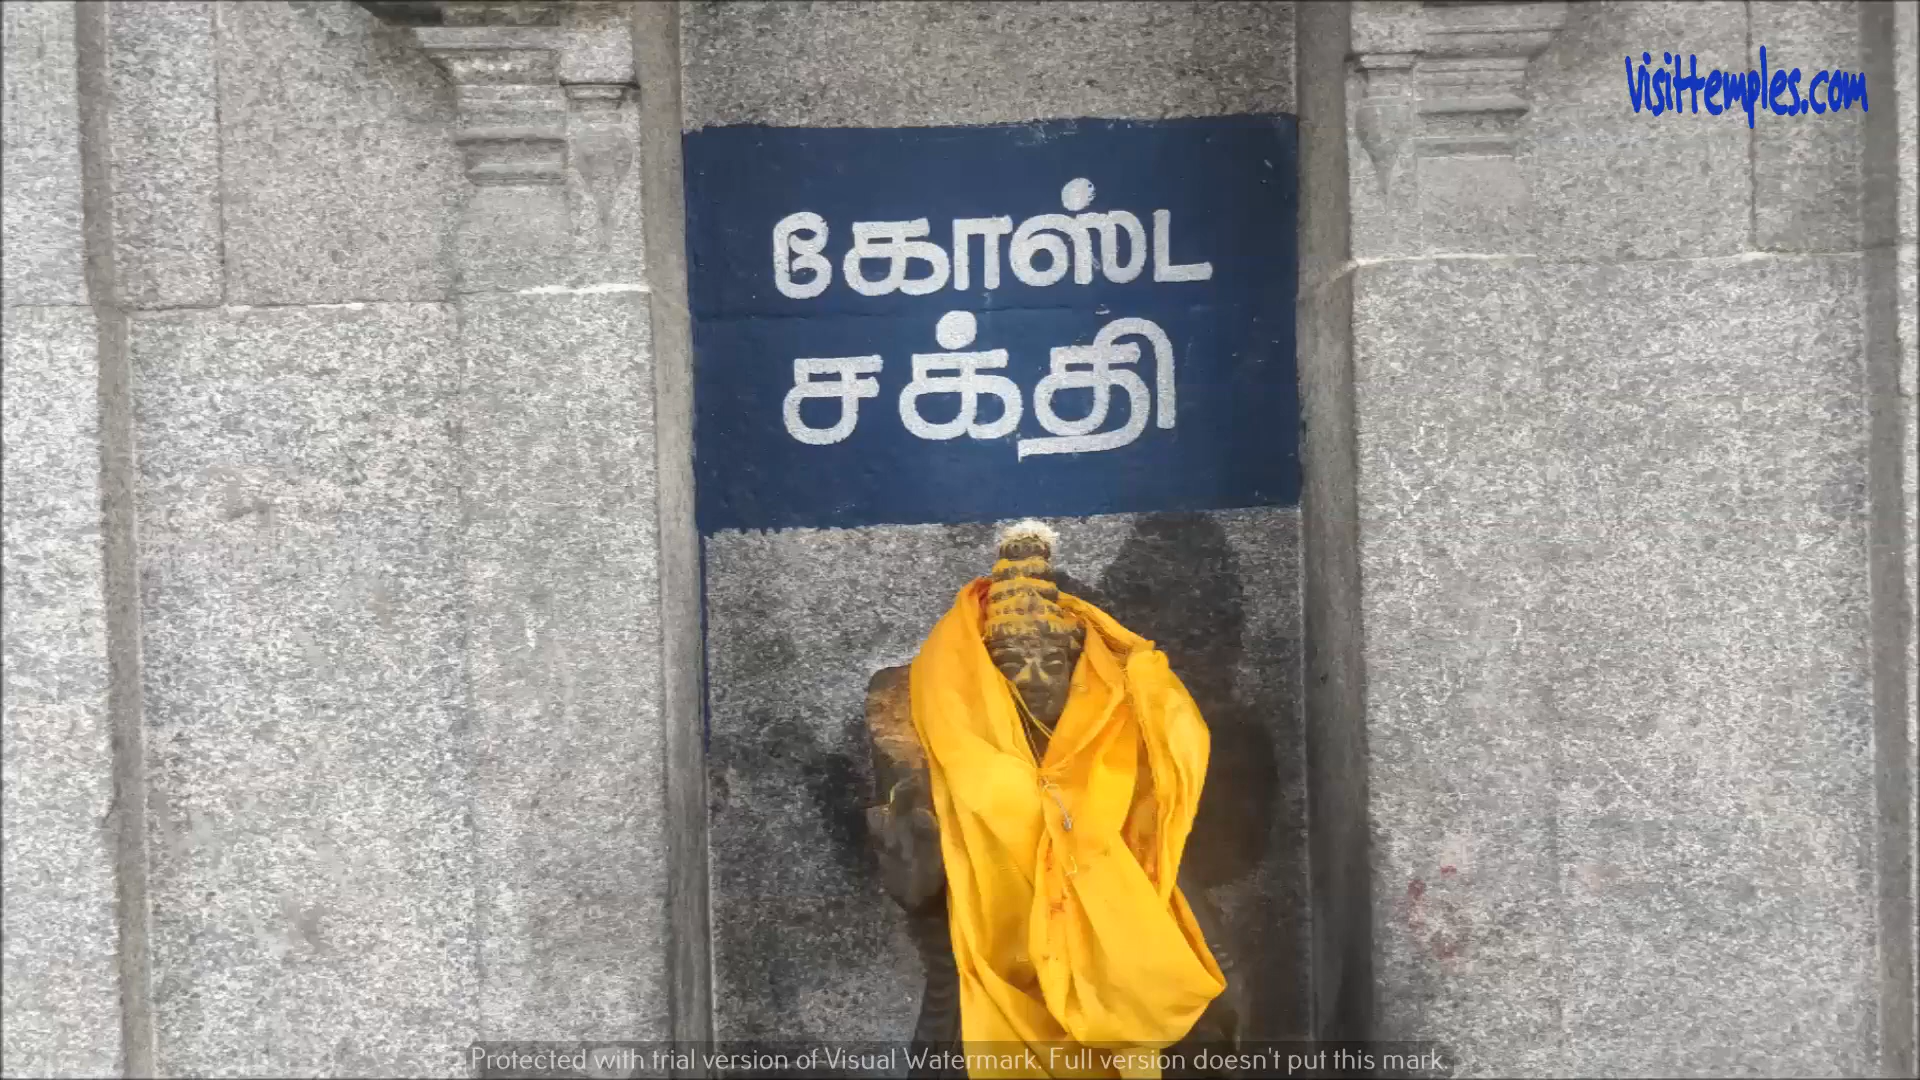 VisitTemples.com
கோஸ்ட
சக்தி
Protected with trial version of Visual Watermark. Full version doesn't put this mark.